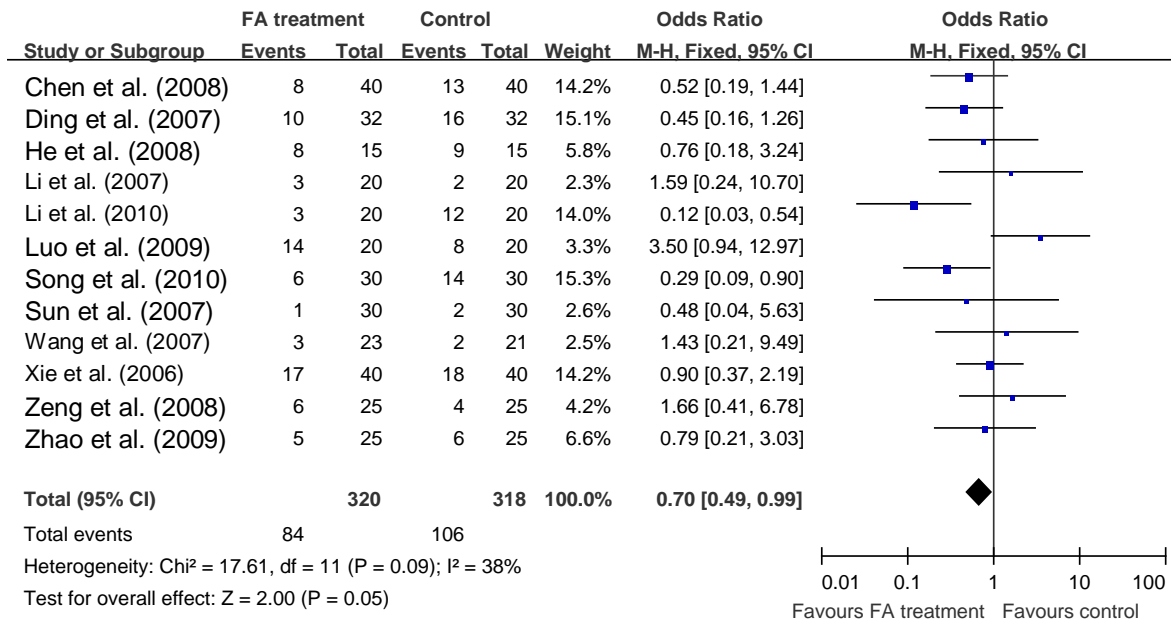 FA treatment Control Odds Ratio Odds Ratio
Study or Subgroup Events Total Events Total Weight M-H, Fixed, 95% CI M-H, Fixed, 95% CI
Chen et al. (2008) 8 40 13 40 14.2% 0.52 [0.19, 1.44]
Ding et al. (2007) 10 32 16 32 15.1% 0.45 [0.16, 1.26]
He et al. (2008) 8 15 9 15 5.8% 0.76 [0.18, 3.24]
Li et al. (2007) 3 20 2 20 2.3% 1.59 [0.24, 10.70]
Li et al. (2010) 3 20 12 20 14.0% 0.12 [0.03, 0.54]
Luo et al. (2009) 14 20 8 20 3.3% 3.50 [0.94, 12.97]
Song et al. (2010) 6 30 14 30 15.3% 0.29 [0.09, 0.90]
Sun et al. (2007) 1 30 2 30 2.6% 0.48 [0.04, 5.63]
Wang et al. (2007) 3 23 2 21 2.5% 1.43 [0.21, 9.49]
Xie et al. (2006) 17 40 18 40 14.2% 0.90 [0.37, 2.19]
Zeng et al. (2008) 6 25 4 25 4.2% 1.66 [0.41, 6.78]
Zhao et al. (2009) 5 25 6 25 6.6% 0.79 [0.21, 3.03]
Total (95% CI) 320 318 100.0% 0.70 [0.49, 0.99]
Total events 84 106
Heterogeneity: Chi² = 17.61, df = 11 (P = 0.09); I² = 38%
Test for overall effect: Z = 2.00 (P = 0.05)
0.01 0.1 1 10 100
Favours FA treatment Favours control